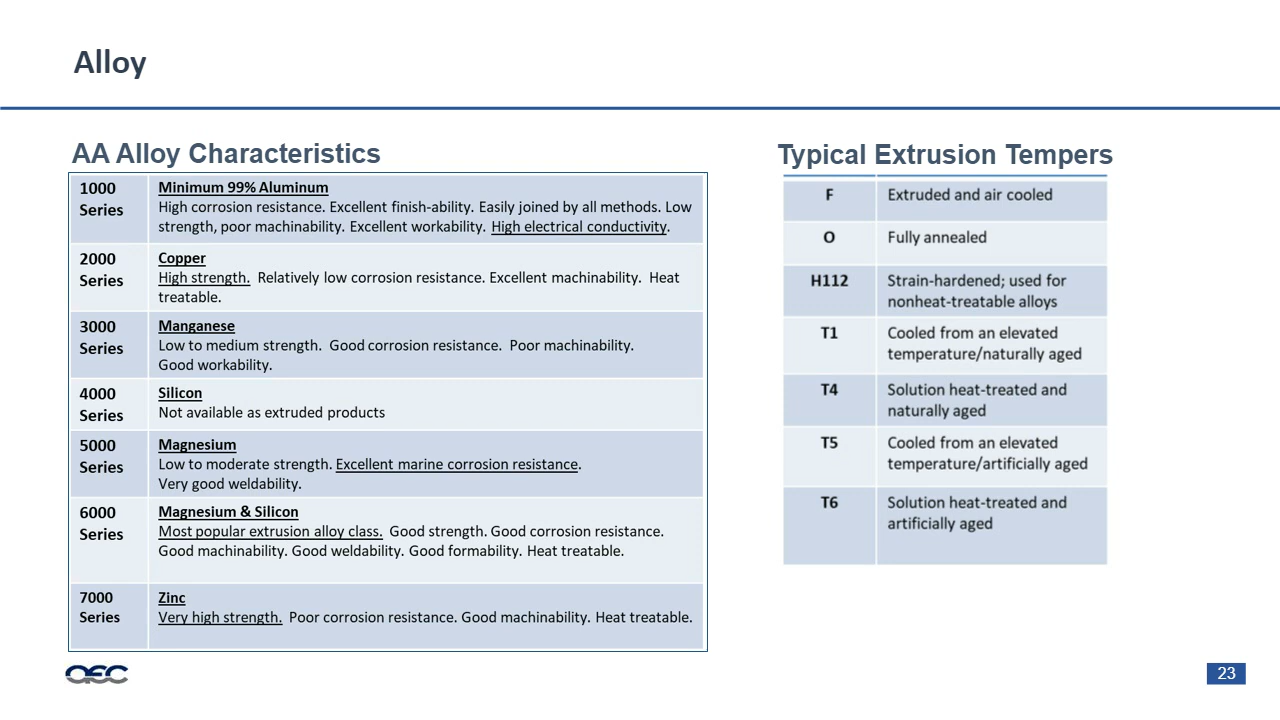 Alloy
AA Alloy Characteristics
1000
Series
Minimum 99% Aluminum
High corrosion resistance. Excellent finish-ability. Easily joined by all methods. Low
strength, poor machinability. Excellent workability. High electrical conductivity.
2000
Series
Copper
High strength. Relatively low corrosion resistance. Excellent machinability. Heat
treatable.
3000
Series
Manganese
Low to medium strength. Good corrosion resistance. Poor machinability.
Good workability.
4000
Series
Silicon
Not available as extruded products
5000
Series
Magnesium
Low to moderate strength. Excellent marine corrosion resistance.
Very good weldability.
6000
Series
Magnesium & Silicon
Most popular extrusion alloy class. Good strength. Good corrosion resistance.
Good machinability. Good weldability. Good formability. Heat treatable.
7000
Series
Zinc
Very high strength. Poor corrosion resistance. Good machinability. Heat treatable.
Typical Extrusion Tempers
F
Extruded and air cooled
O
Fully annealed
H112
Strain-hardened; used for
nonheat-treatable alloys
T1
Cooled from an elevated
temperature/naturally aged
T4
Solution heat-treated and
naturally aged
T5
Cooled from an elevated
temperature/artificially aged
T6
Solution heat-treated and
artificially aged
AEC
23